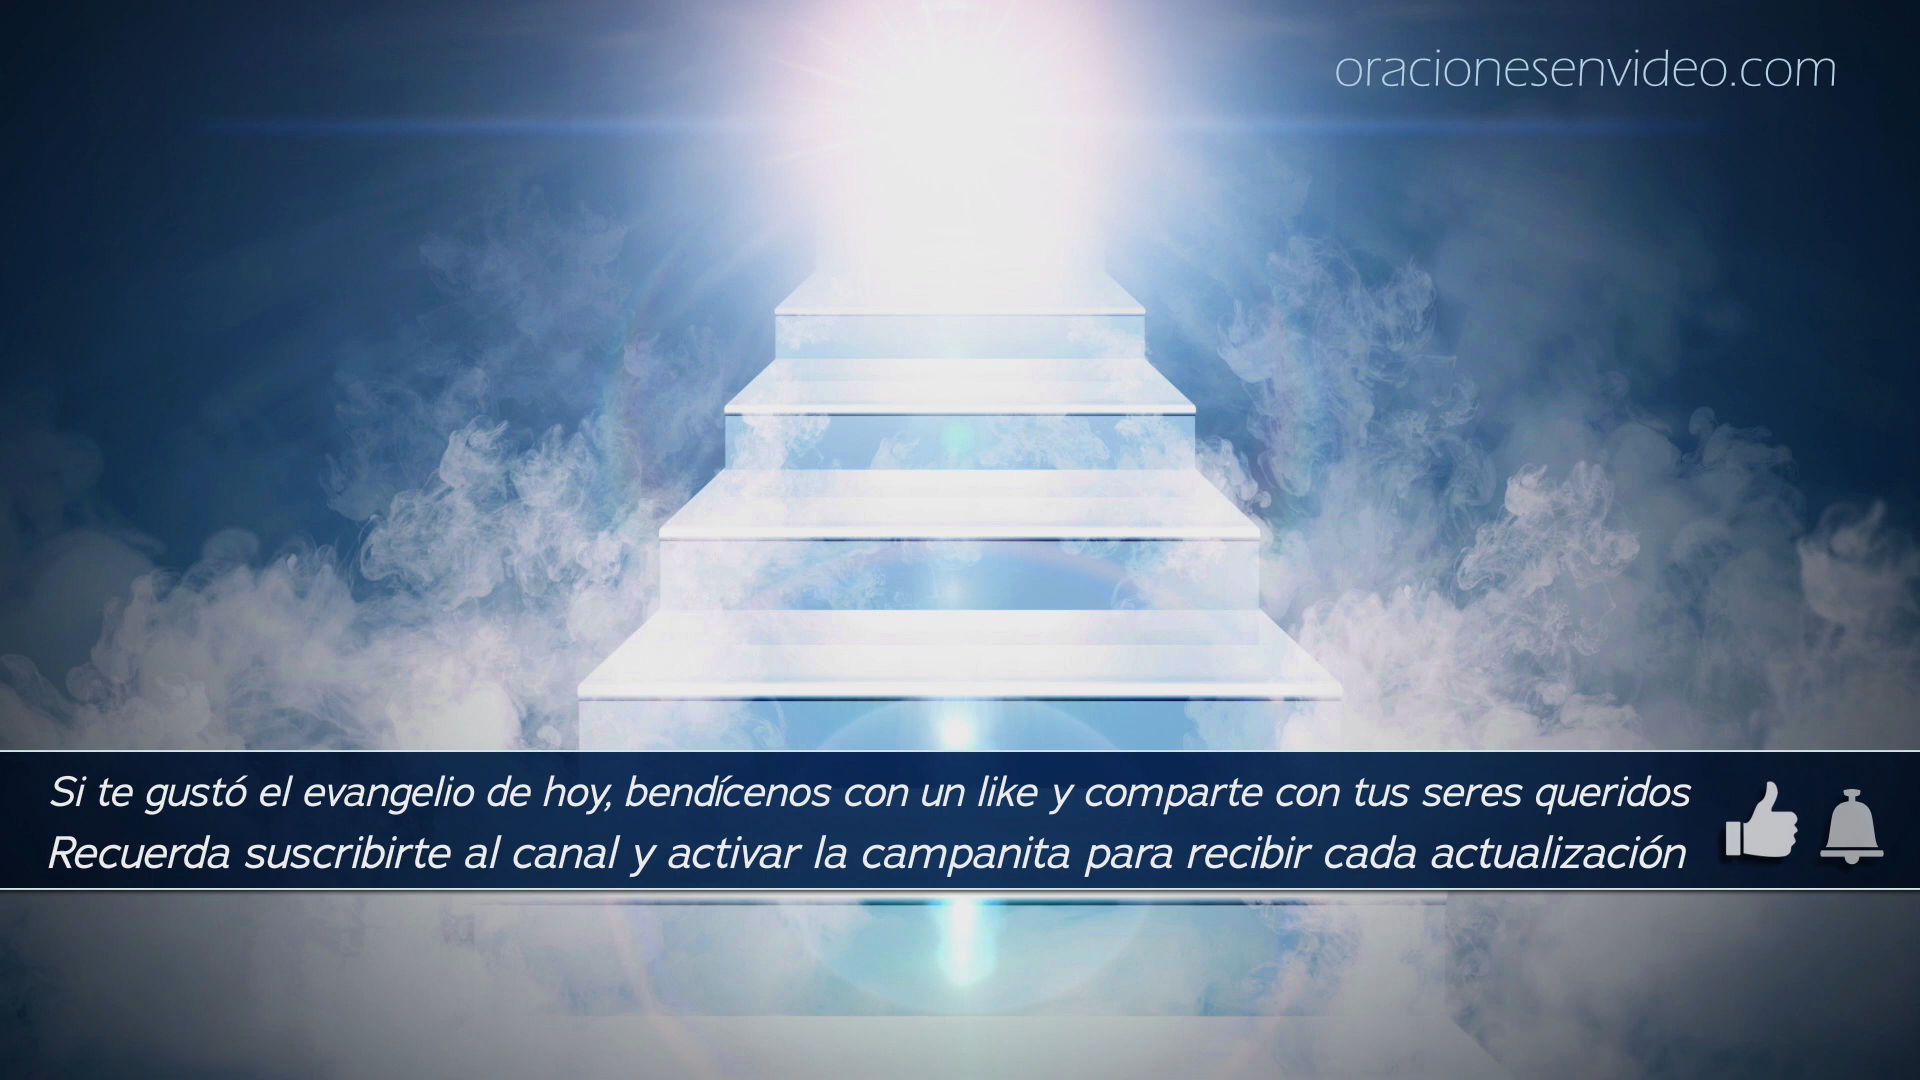 oracionesenvideo.com
Si te gustó el evangelio de hoy, bendícenos con un like y comparte con tus seres queridos
Recuerda suscribirte al canal y activar la campanita para recibir cada actualización